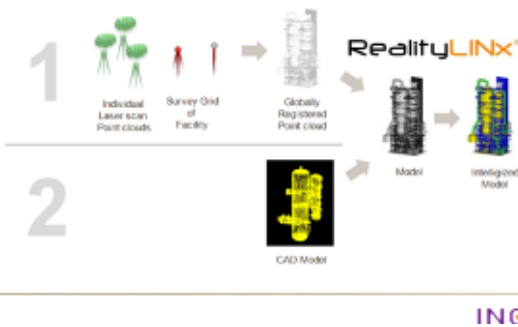 1
RealityLINx
Individual
Laser scan
Point clouds
Survey Grid
of
Facility
Globally
Registered
Point cloud
Model
Intelligized
Model
2
CAD Model